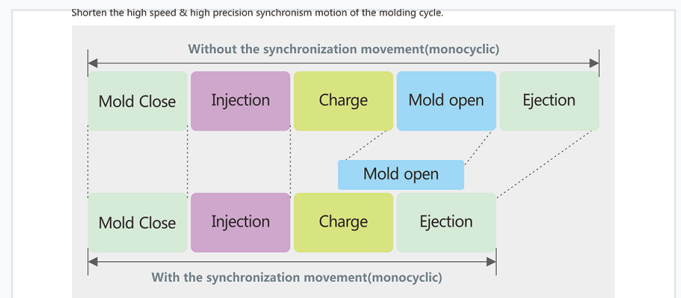 Shorten the high speed & high precision synchronism motion of the molding cycle.
Without the synchronization movement(monocyclic)
Mold Close Injection Charge Mold open Ejection
Mold open
Mold Close Injection Charge Ejection
With the synchronization movement(monocyclic)